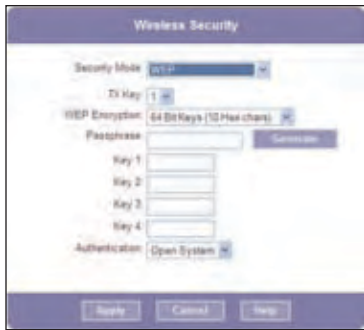 Wireless Security
Security Mode WEP
TX Key 1
WEP Encryption 64 Bit Keys (10 Hex chars)
Passphrase Generate
Key 1
Key 2
Key 3
Key 4
Authentication Open System
Apply Cancel Help